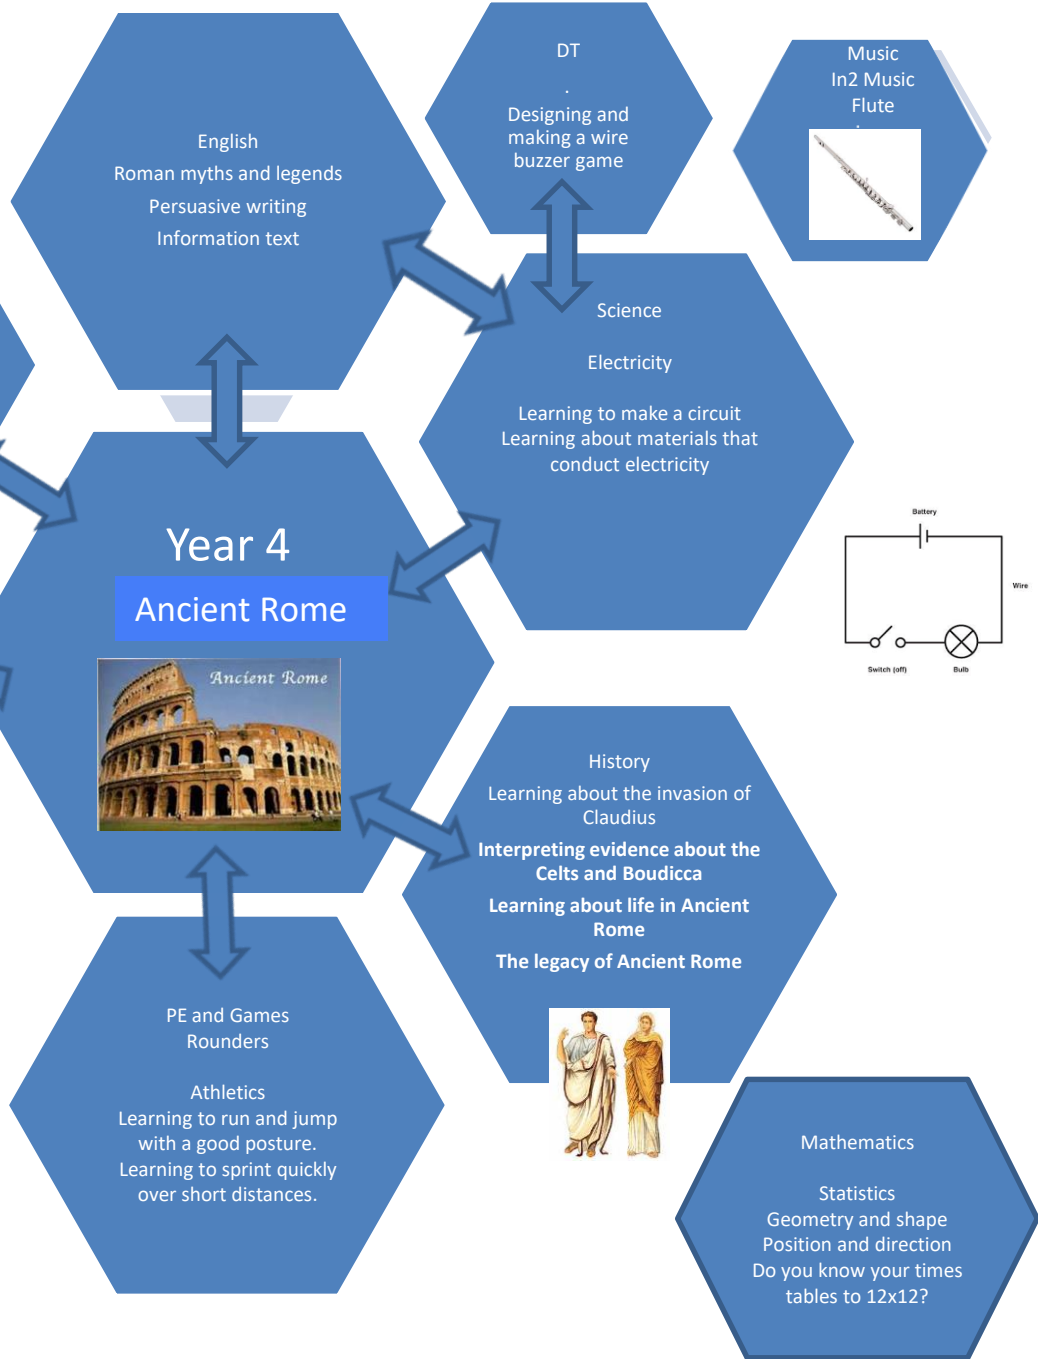 English
Roman myths and legends
Persuasive writing
Information text
DT
.
Designing and
making a wire
buzzer game
Music
In2 Music
Flute
.
Science
Electricity
Learning to make a circuit
Learning about materials that
conduct electricity
Year 4
Ancient Rome
Ancient Rome
Battery
Wire
Switch (off)
Bulb
History
Learning about the invasion of
Claudius
Interpreting evidence about the
Celts and Boudicca
Learning about life in Ancient
Rome
The legacy of Ancient Rome
PE and Games
Rounders
Athletics
Learning to run and jump
with a good posture.
Learning to sprint quickly
over short distances.
Mathematics
Statistics
Geometry and shape
Position and direction
Do you know your times
tables to 12x12?